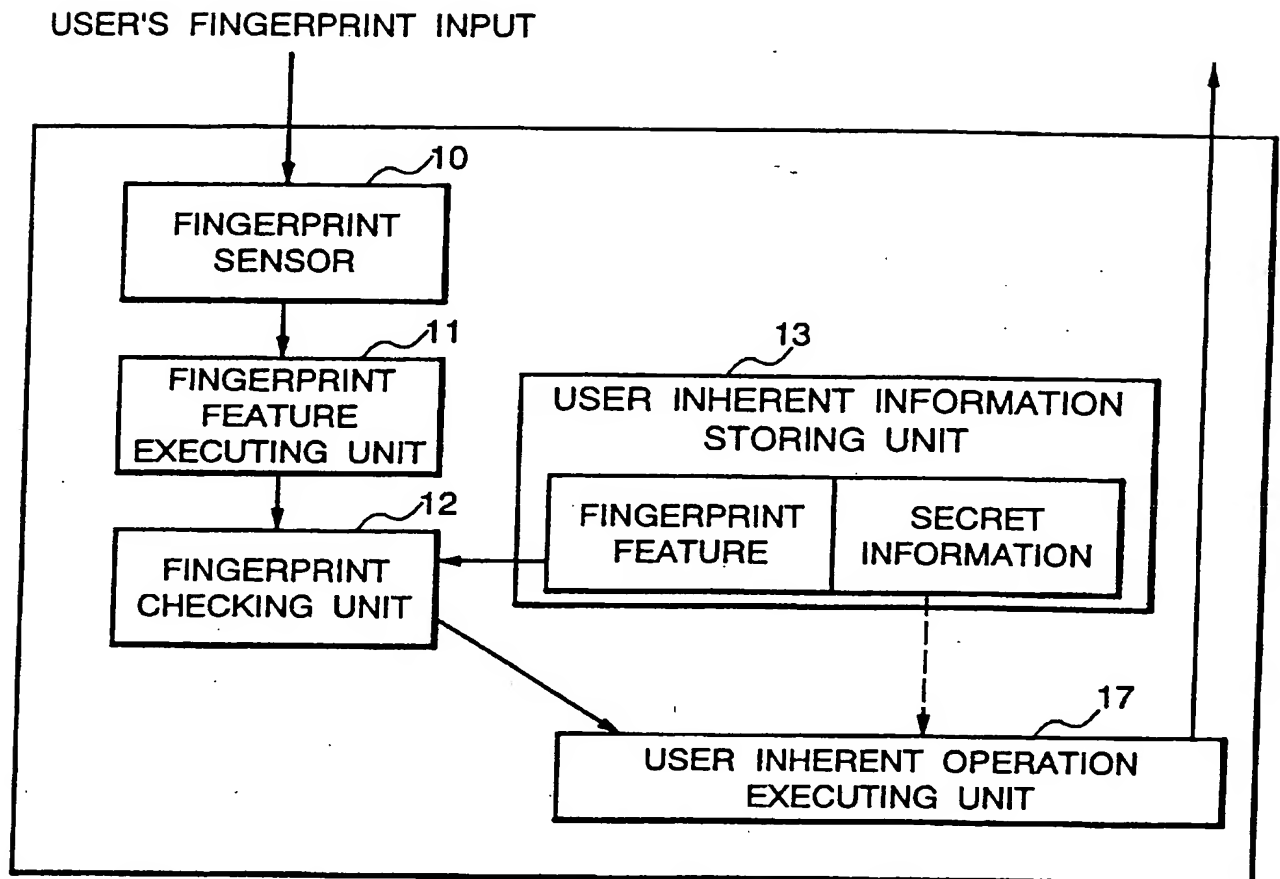 USER'S FINGERPRINT INPUT
10
FINGERPRINT
SENSOR
11
FINGERPRINT
FEATURE
EXECUTING UNIT
12
FINGERPRINT
CHECKING UNIT
13
USER INHERENT INFORMATION
STORING UNIT
FINGERPRINT
FEATURE
SECRET
INFORMATION
17
USER INHERENT OPERATION
EXECUTING UNIT